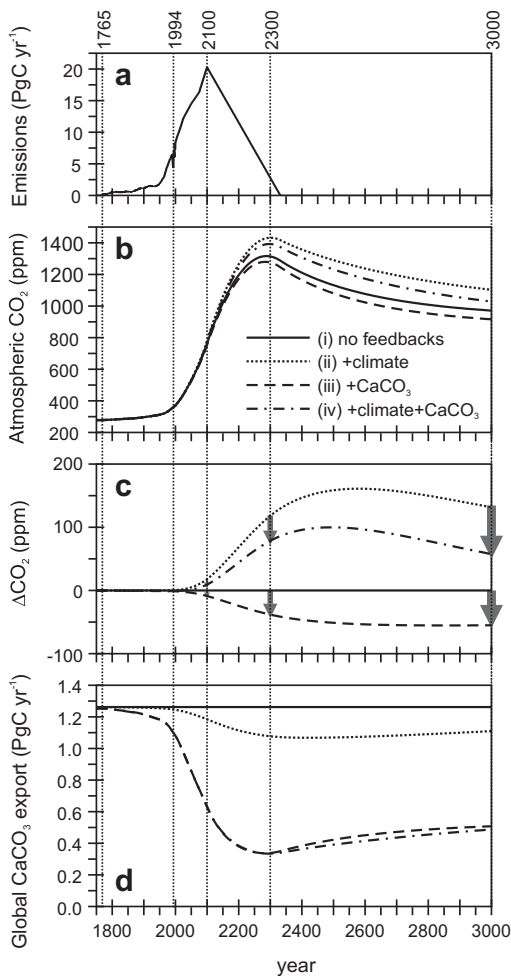 1765
1994
2100
2300
3000
a
Emissions (PgC yr-1)
20
15
10
5
0
b
Atmospheric CO2 (ppm)
1400
1200
1000
800
600
400
200
(i) no feedbacks
(ii) +climate
(iii) +CaCO3
(iv) +climate+CaCO3
c
ΔCO2 (ppm)
200
100
0
-100
d
Global CaCO3 export (PgC yr-1)
1.4
1.2
1.0
0.8
0.6
0.4
0.2
0.0
1800 2000 2200 2400 2600 2800 3000
year